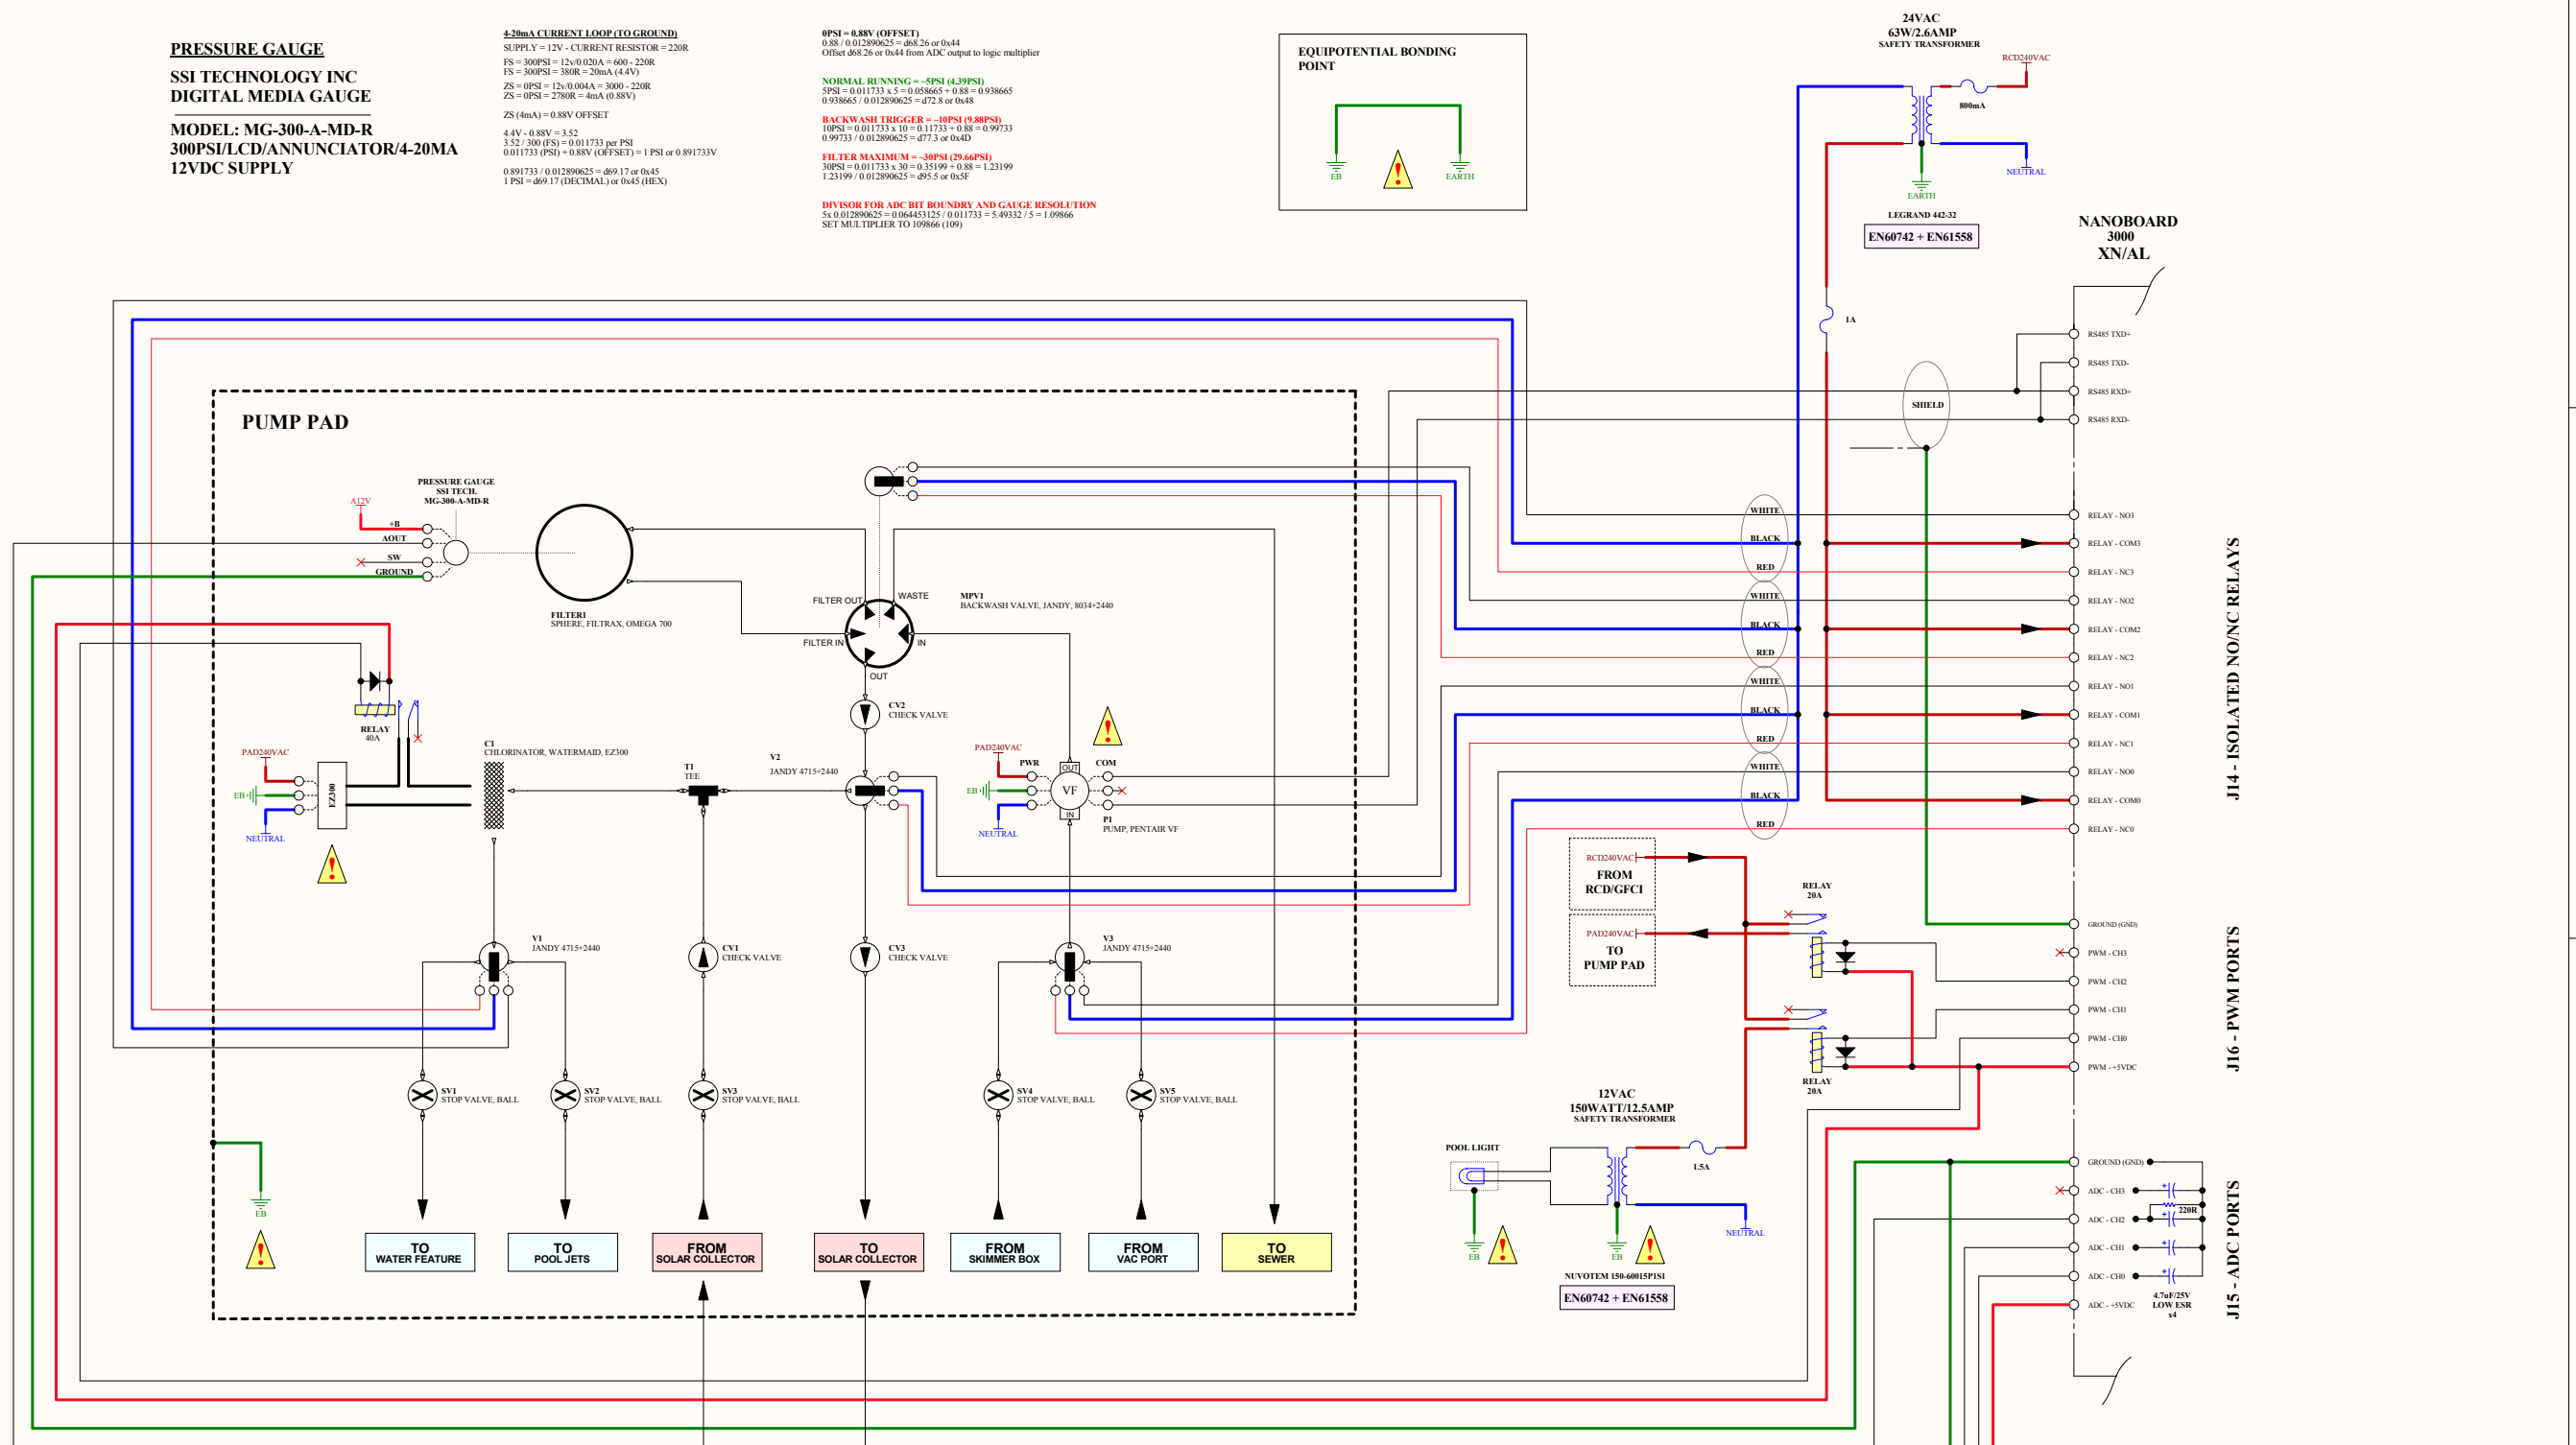 PRESSURE GAUGE
SSI TECHNOLOGY INC
DIGITAL MEDIA GAUGE
MODEL: MG-300-A-MD-R
300PSI/LCD/ANNUNCIATOR/4-20MA
12VDC SUPPLY
4-20mA CURRENT LOOP (TO GROUND)
SUPPLY = 12V - CURRENT RESISTOR = 220R
FS = 300PSI = 12v/0.020A = 600 - 220R
FS = 300PSI = 380R = 20mA (4.4V)
ZS = 0PSI = 12v/0.004A = 3000 - 220R
ZS = 0PSI = 2780R = 4mA (0.88V)
ZS (4mA) = 0.88V OFFSET
4.4V - 0.88V = 3.52
3.52 / 300 (FS) = 0.011733 per PSI
0.011733 (PSI) + 0.88V (OFFSET) = 1 PSI or 0.891733V
0.891733 / 0.012890625 = d69.17 or 0x45
1 PSI = d69.17 (DECIMAL) or 0x45 (HEX)
0PSI = 0.88V (OFFSET)
0.88 / 0.012890625 = d68.26 or 0x44
Offset d68.26 or 0x44 from ADC output to logic multiplier
NORMAL RUNNING = ~5PSI (4.39PSI)
5PSI = 0.011733 x 5 = 0.058665 + 0.88 = 0.938665
0.938665 / 0.012890625 = d72.8 or 0x48
BACKWASH TRIGGER = ~10PSI (9.88PSI)
10PSI = 0.011733 x 10 = 0.11733 + 0.88 = 0.99733
0.99733 / 0.012890625 = d77.3 or 0x4D
FILTER MAXIMUM = ~30PSI (29.66PSI)
30PSI = 0.011733 x 30 = 0.35199 + 0.88 = 1.23199
1.23199 / 0.012890625 = d95.5 or 0x5F
DIVISOR FOR ADC BIT BOUNDRY AND GAUGE RESOLUTION
5x 0.012890625 = 0.064453125 / 0.011733 = 5.49332 / 5 = 1.09866
SET MULTIPLIER TO 109866 (109)
EQUIPOTENTIAL BONDING
POINT
EB
EARTH
24VAC
63W/2.6AMP
SAFETY TRANSFORMER
RCD240VAC
800mA
NEUTRAL
EARTH
LEGRAND 442-32
EN60742 + EN61558
1A
NANOBOARD
3000
XN/AL
RS485 TXD+
RS485 TXD-
RS485 RXD+
RS485 RXD-
SHIELD
WHITE
BLACK
RED
WHITE
BLACK
RED
WHITE
BLACK
RED
WHITE
BLACK
RED
RELAY - NO3
RELAY - COM3
RELAY - NC3
RELAY - NO2
RELAY - COM2
RELAY - NC2
RELAY - NO1
RELAY - COM1
RELAY - NC1
RELAY - NO0
RELAY - COM0
RELAY - NC0
J14 - ISOLATED NO/NC RELAYS
PUMP PAD
PRESSURE GAUGE
SSI TECH.
MG-300-A-MD-R
A12V
+B
AOUT
SW
GROUND
FILTER1
SPHERE, FILTRAX, OMEGA 700
FILTER OUT
WASTE
FILTER IN
IN
OUT
MPV1
BACKWASH VALVE, JANDY, 8034+2440
RELAY
40A
CV2
CHECK VALVE
PAD240VAC
EB
NEUTRAL
EZ300
C1
CHLORINATOR, WATERMAID, EZ300
T1
TEE
V2
JANDY 4715+2440
PAD240VAC
PWR
COM
EB
NEUTRAL
OUT
VF
IN
P1
PUMP, PENTAIR VF
V1
JANDY 4715+2440
CV1
CHECK VALVE
CV3
CHECK VALVE
V3
JANDY 4715+2440
SV1
STOP VALVE, BALL
SV2
STOP VALVE, BALL
SV3
STOP VALVE, BALL
SV4
STOP VALVE, BALL
SV5
STOP VALVE, BALL
EB
TO
WATER FEATURE
TO
POOL JETS
FROM
SOLAR COLLECTOR
TO
SOLAR COLLECTOR
FROM
SKIMMER BOX
FROM
VAC PORT
TO
SEWER
RCD240VAC
FROM
RCD/GFCI
PAD240VAC
TO
PUMP PAD
RELAY
20A
RELAY
20A
12VAC
150WATT/12.5AMP
SAFETY TRANSFORMER
POOL LIGHT
1.5A
EB
EB
NEUTRAL
NUVOTEM 150-60015P1SI
EN60742 + EN61558
GROUND (GND)
PWM - CH3
PWM - CH2
PWM - CH1
PWM - CH0
PWM - +5VDC
J16 - PWM PORTS
GROUND (GND)
ADC - CH3
ADC - CH2
ADC - CH1
ADC - CH0
ADC - +5VDC
220R
4.7uF/25V
LOW ESR
x4
J15 - ADC PORTS